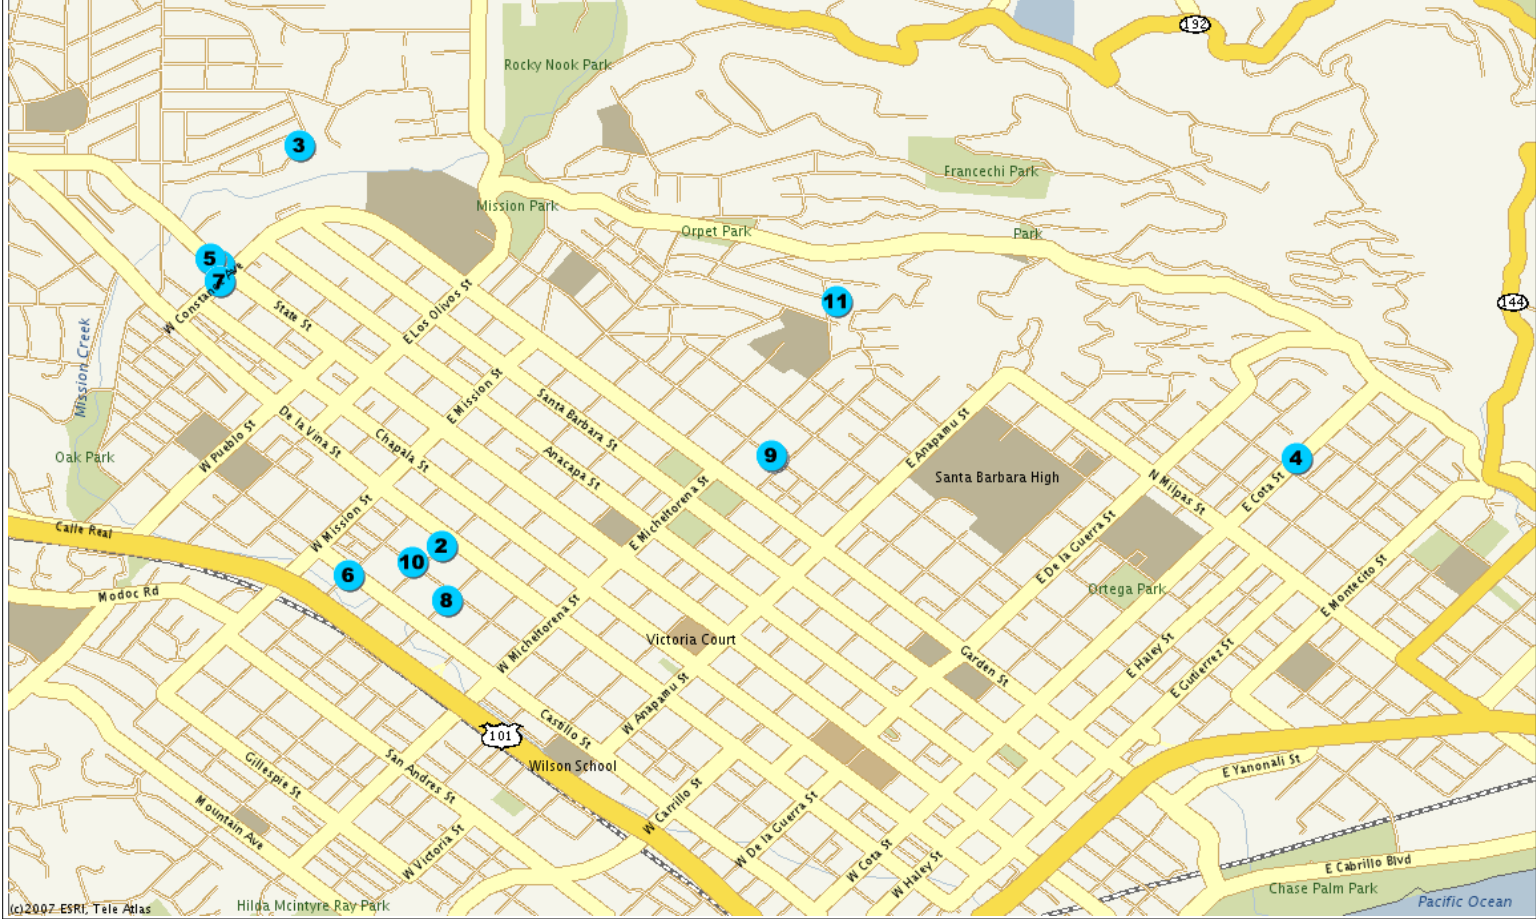 192
Rocky Nook Park
3
Francechi Park
Mission Park
Orpet Park
Park
5
7
W Constance Ave
11
144
State St
E Los Olivos St
Mission Creek
E Mission St
Santa Barbara St
De la Vina St
Chapala St
W Pueblo St
Anacapa St
Oak Park
9
E Anapamu St
Santa Barbara High
4
N Milpas St
E Cota St
E Micheltorena St
W Mission St
Calle Real
E De la Guerra St
2
10
6
8
Modoc Rd
Ortega Park
E Montecito St
W Micheltorena St
Victoria Court
Garden St
E Haley St
E Gutierrez St
W Anapamu St
Castillo St
101
Wilson School
San Andres St
Gillespie St
E Yanonali St
Mountain Ave
W Carrillo St
W De la Guerra St
W Victoria St
W Cota St
W Haley St
E Cabrillo Blvd
Chase Palm Park
Pacific Ocean
Hilda Mcintyre Ray Park
(c)2007 ESRI, Tele Atlas